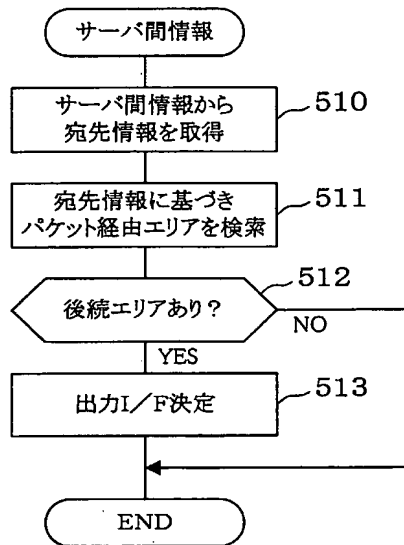 サーバ間情報
サーバ間情報から
宛先情報を取得
510
宛先情報に基づき
パケット経由エリアを検索
511
後続エリアあり？
512
NO
YES
出力I／F決定
513
END